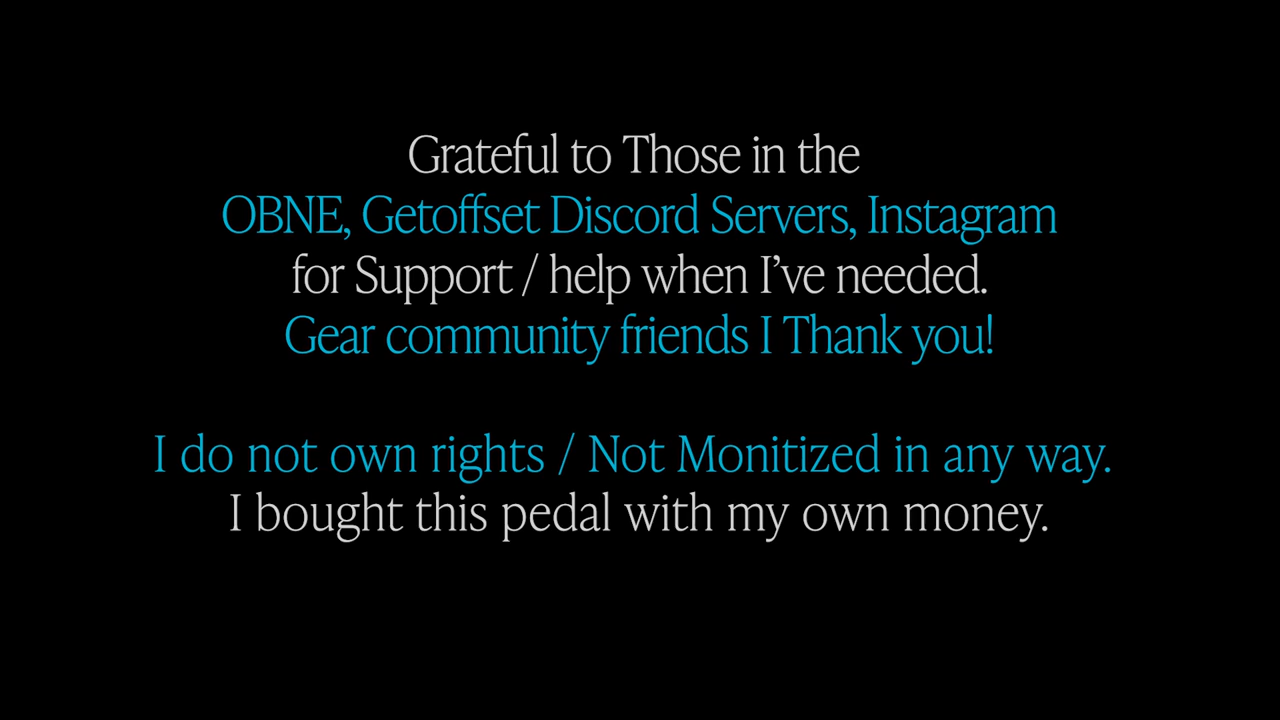 Grateful to Those in the
OBNE, Getoffset Discord Servers, Instagram
for Support / help when I’ve needed.
Gear community friends I Thank you!
I do not own rights / Not Monitized in any way.
I bought this pedal with my own money.